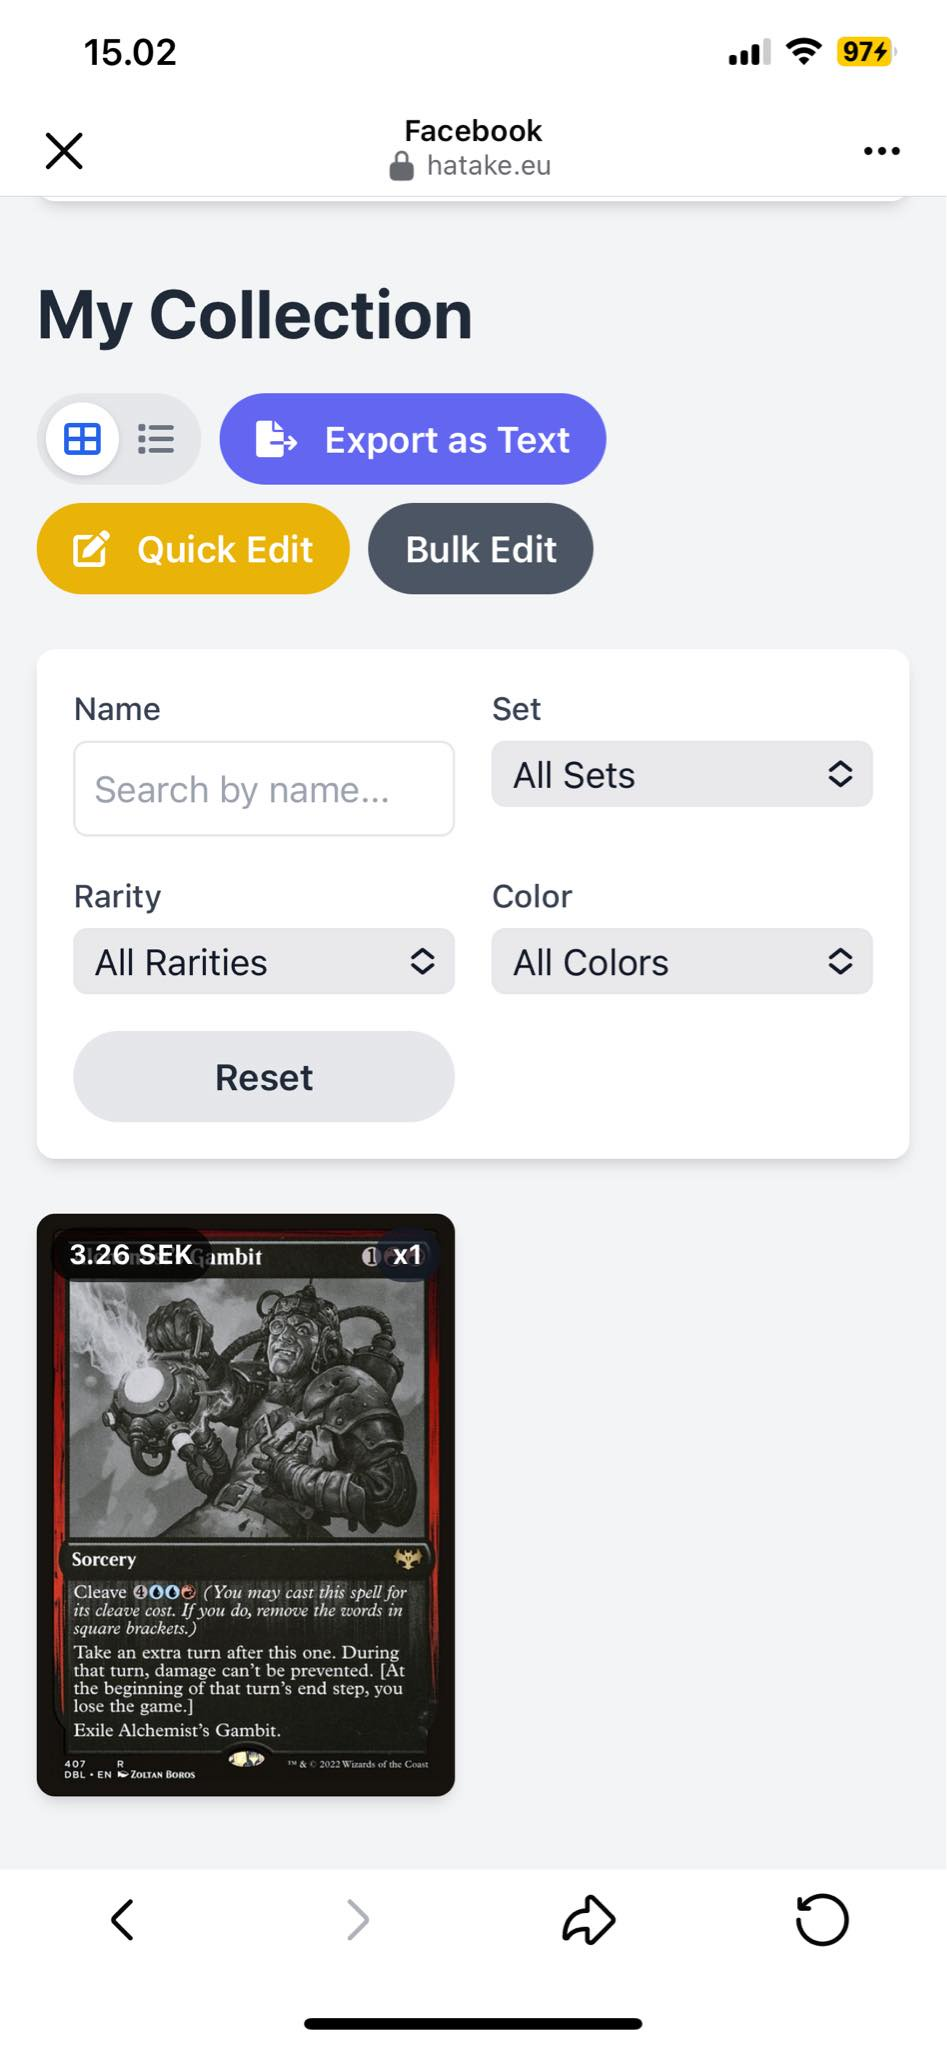 15.02
97
Facebook
hatake.eu
My Collection
Export as Text
Quick Edit
Bulk Edit
Name
Set
Search by name...
All Sets
Rarity
Color
All Rarities
All Colors
Reset
3.26 SEK Gambit 1 x1
Sorcery
Cleave 4 (You may cast this spell for
its cleave cost. If you do, remove the words in
square brackets.)
Take an extra turn after this one. During
that turn, damage can't be prevented. [At
the beginning of that turn's end step, you
lose the game.]
Exile Alchemist's Gambit.
407 R
DBL • EN ZOLTAN BOROS
™ & © 2022 Wizards of the Coast